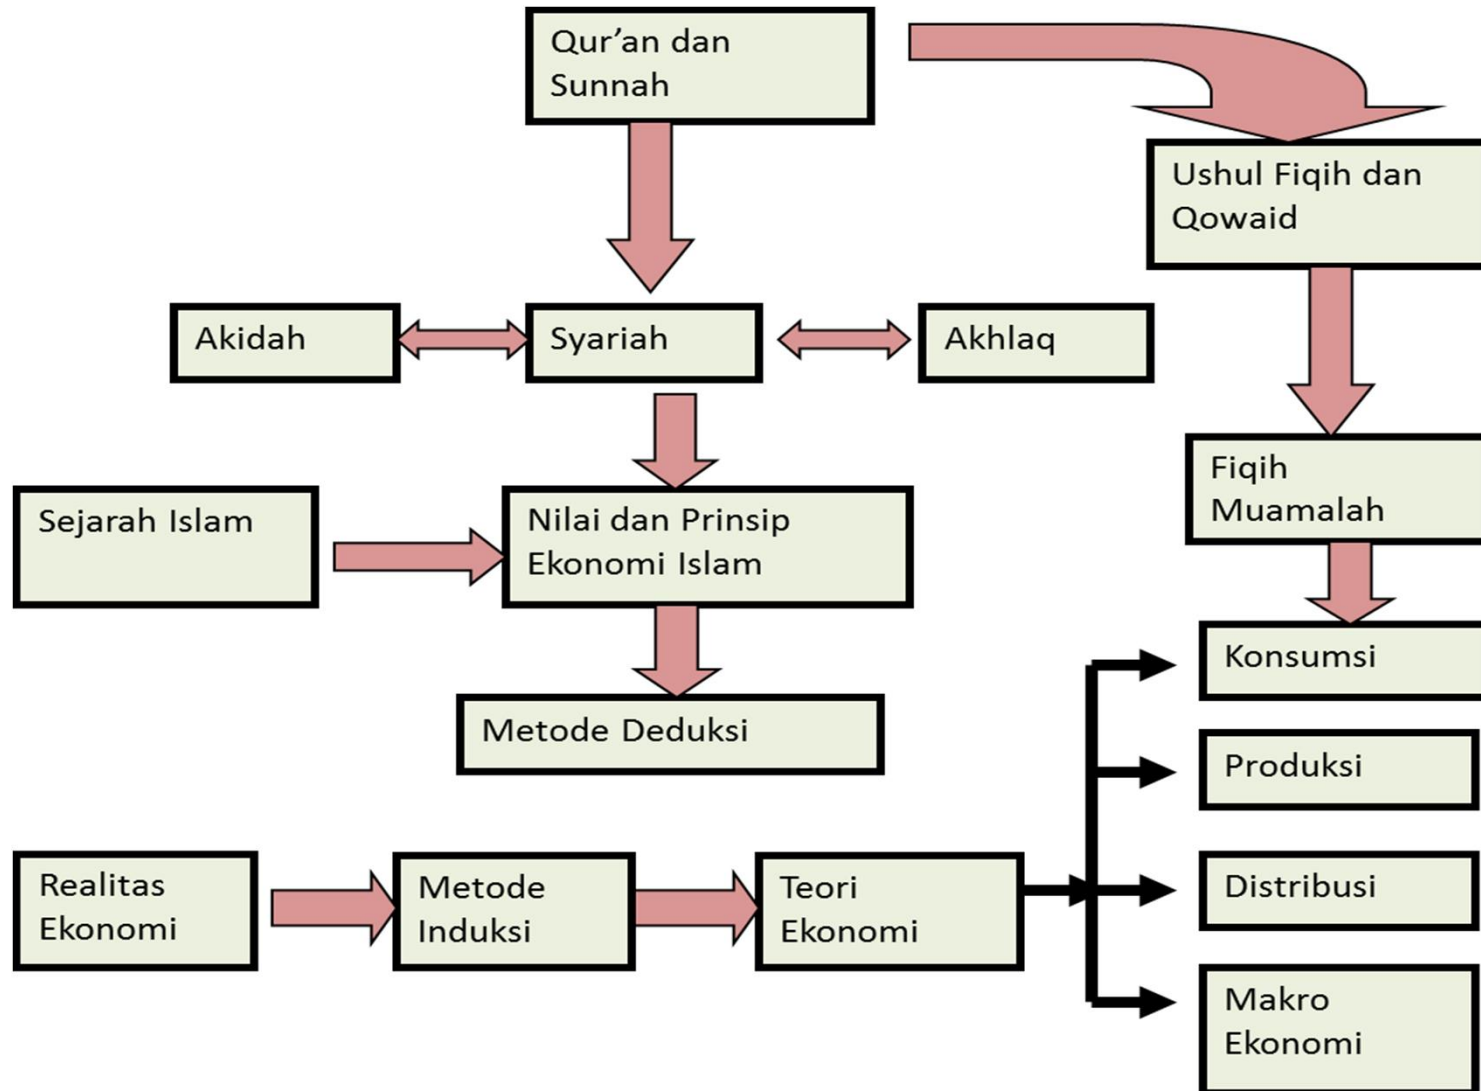 Qur’an dan
Sunnah
Ushul Fiqih dan
Qowaid
Akidah
Syariah
Akhlaq
Fiqih
Muamalah
Sejarah Islam
Nilai dan Prinsip
Ekonomi Islam
Konsumsi
Metode Deduksi
Produksi
Realitas
Ekonomi
Metode
Induksi
Teori
Ekonomi
Distribusi
Makro
Ekonomi